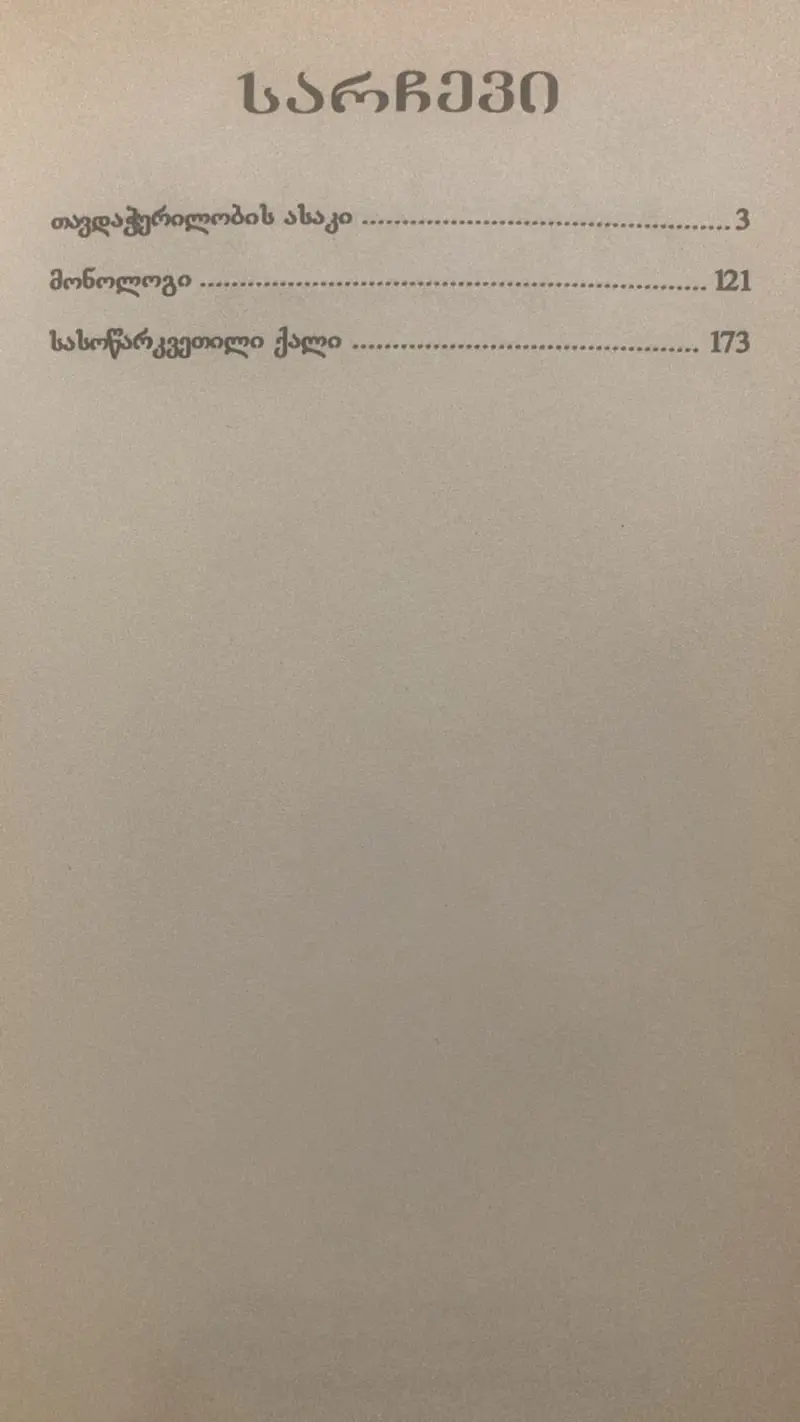 სარჩევი
თავდაჭერილობის ასაკი ............................................ 3
მონოლოგი ............................................................. 121
სასოწარკვეთილი ქალი .......................................... 173